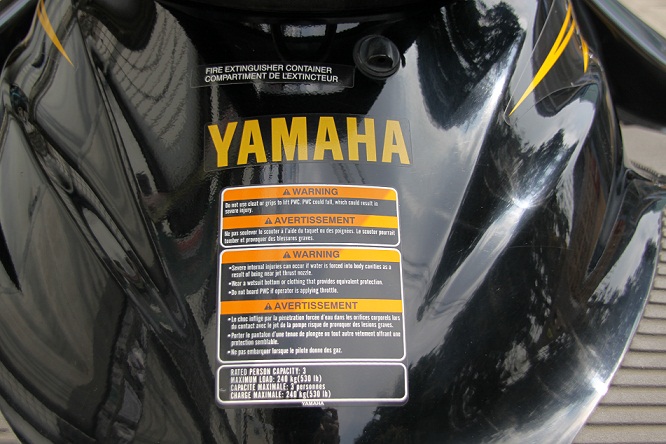 FIRE EXTINGUISHER CONTAINER
COMPARTIMENT DE L'EXTINCTEUR
YAMAHA
WARNING
Do not use cleat or grips to lift PWC. PWC could fall, which could result in
severe injury.
AVERTISSEMENT
Ne pas soulever le scooter à l'aide du taquet ou des poignées. Le scooter pourrait
tomber et provoquer des blessures graves.
WARNING
•Severe internal injuries can occur if water is forced into body cavities as a
result of being near jet thrust nozzle.
•Wear a wetsuit bottom or clothing that provides equivalent protection.
•Do not board PWC if operator is applying throttle.
AVERTISSEMENT
•Le choc infligé par la pénétration forcée d'eau dans les orifices corporels lors
du contact avec le jet de la pompe risque de provoquer des lésions graves.
•Porter le pantalon d'une tenue de plongée ou tout autre vêtement offrant une
protection semblable.
•Ne pas embarquer lorsque le pilote donne des gaz.
RATED PERSON CAPACITY: 3
MAXIMUM LOAD: 240 kg(530 lb)
CAPACITÉ MAXIMALE: 3 personnes
CHARGE MAXIMALE: 240 kg(530 lb)
YAMAHA